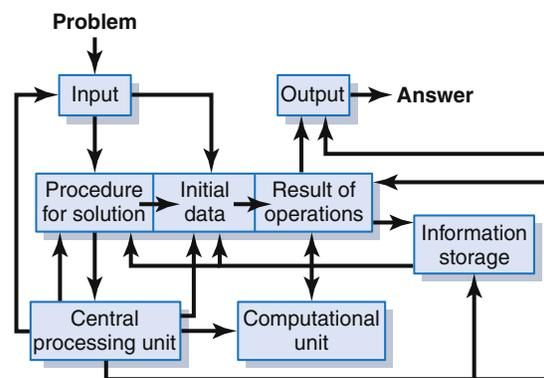 Problem
Input
Output
Answer
Procedure
for solution
Initial
data
Result of
operations
Information
storage
Central
processing unit
Computational
unit